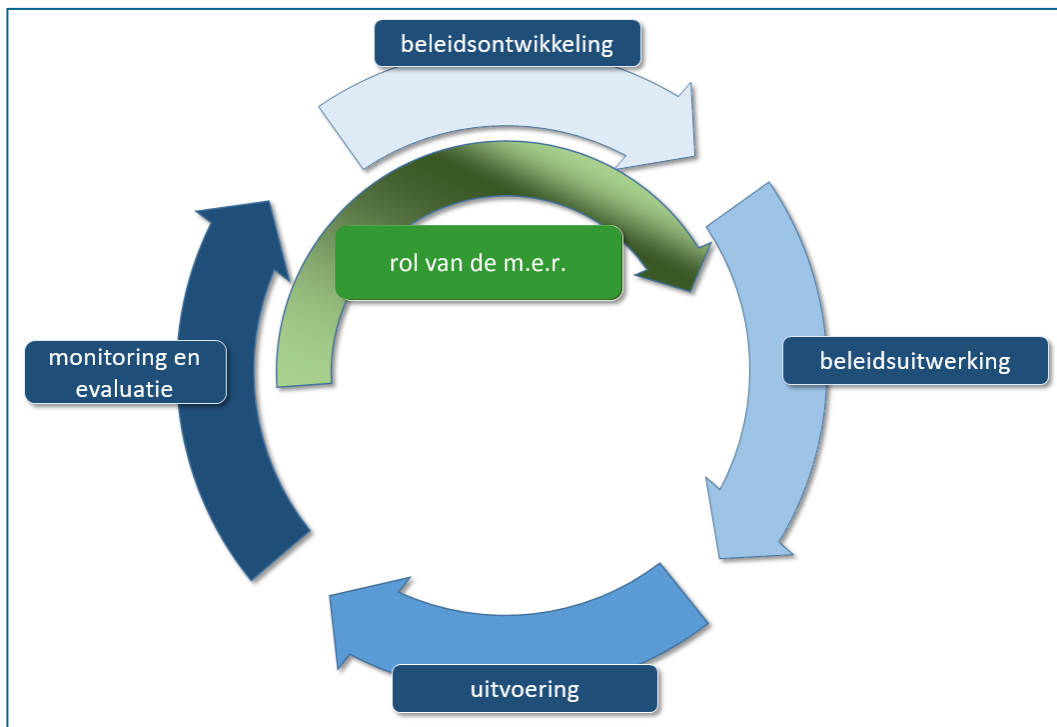 beleidsontwikkeling
rol van de m.e.r.
monitoring en
evaluatie
beleidsuitwerking
uitvoering